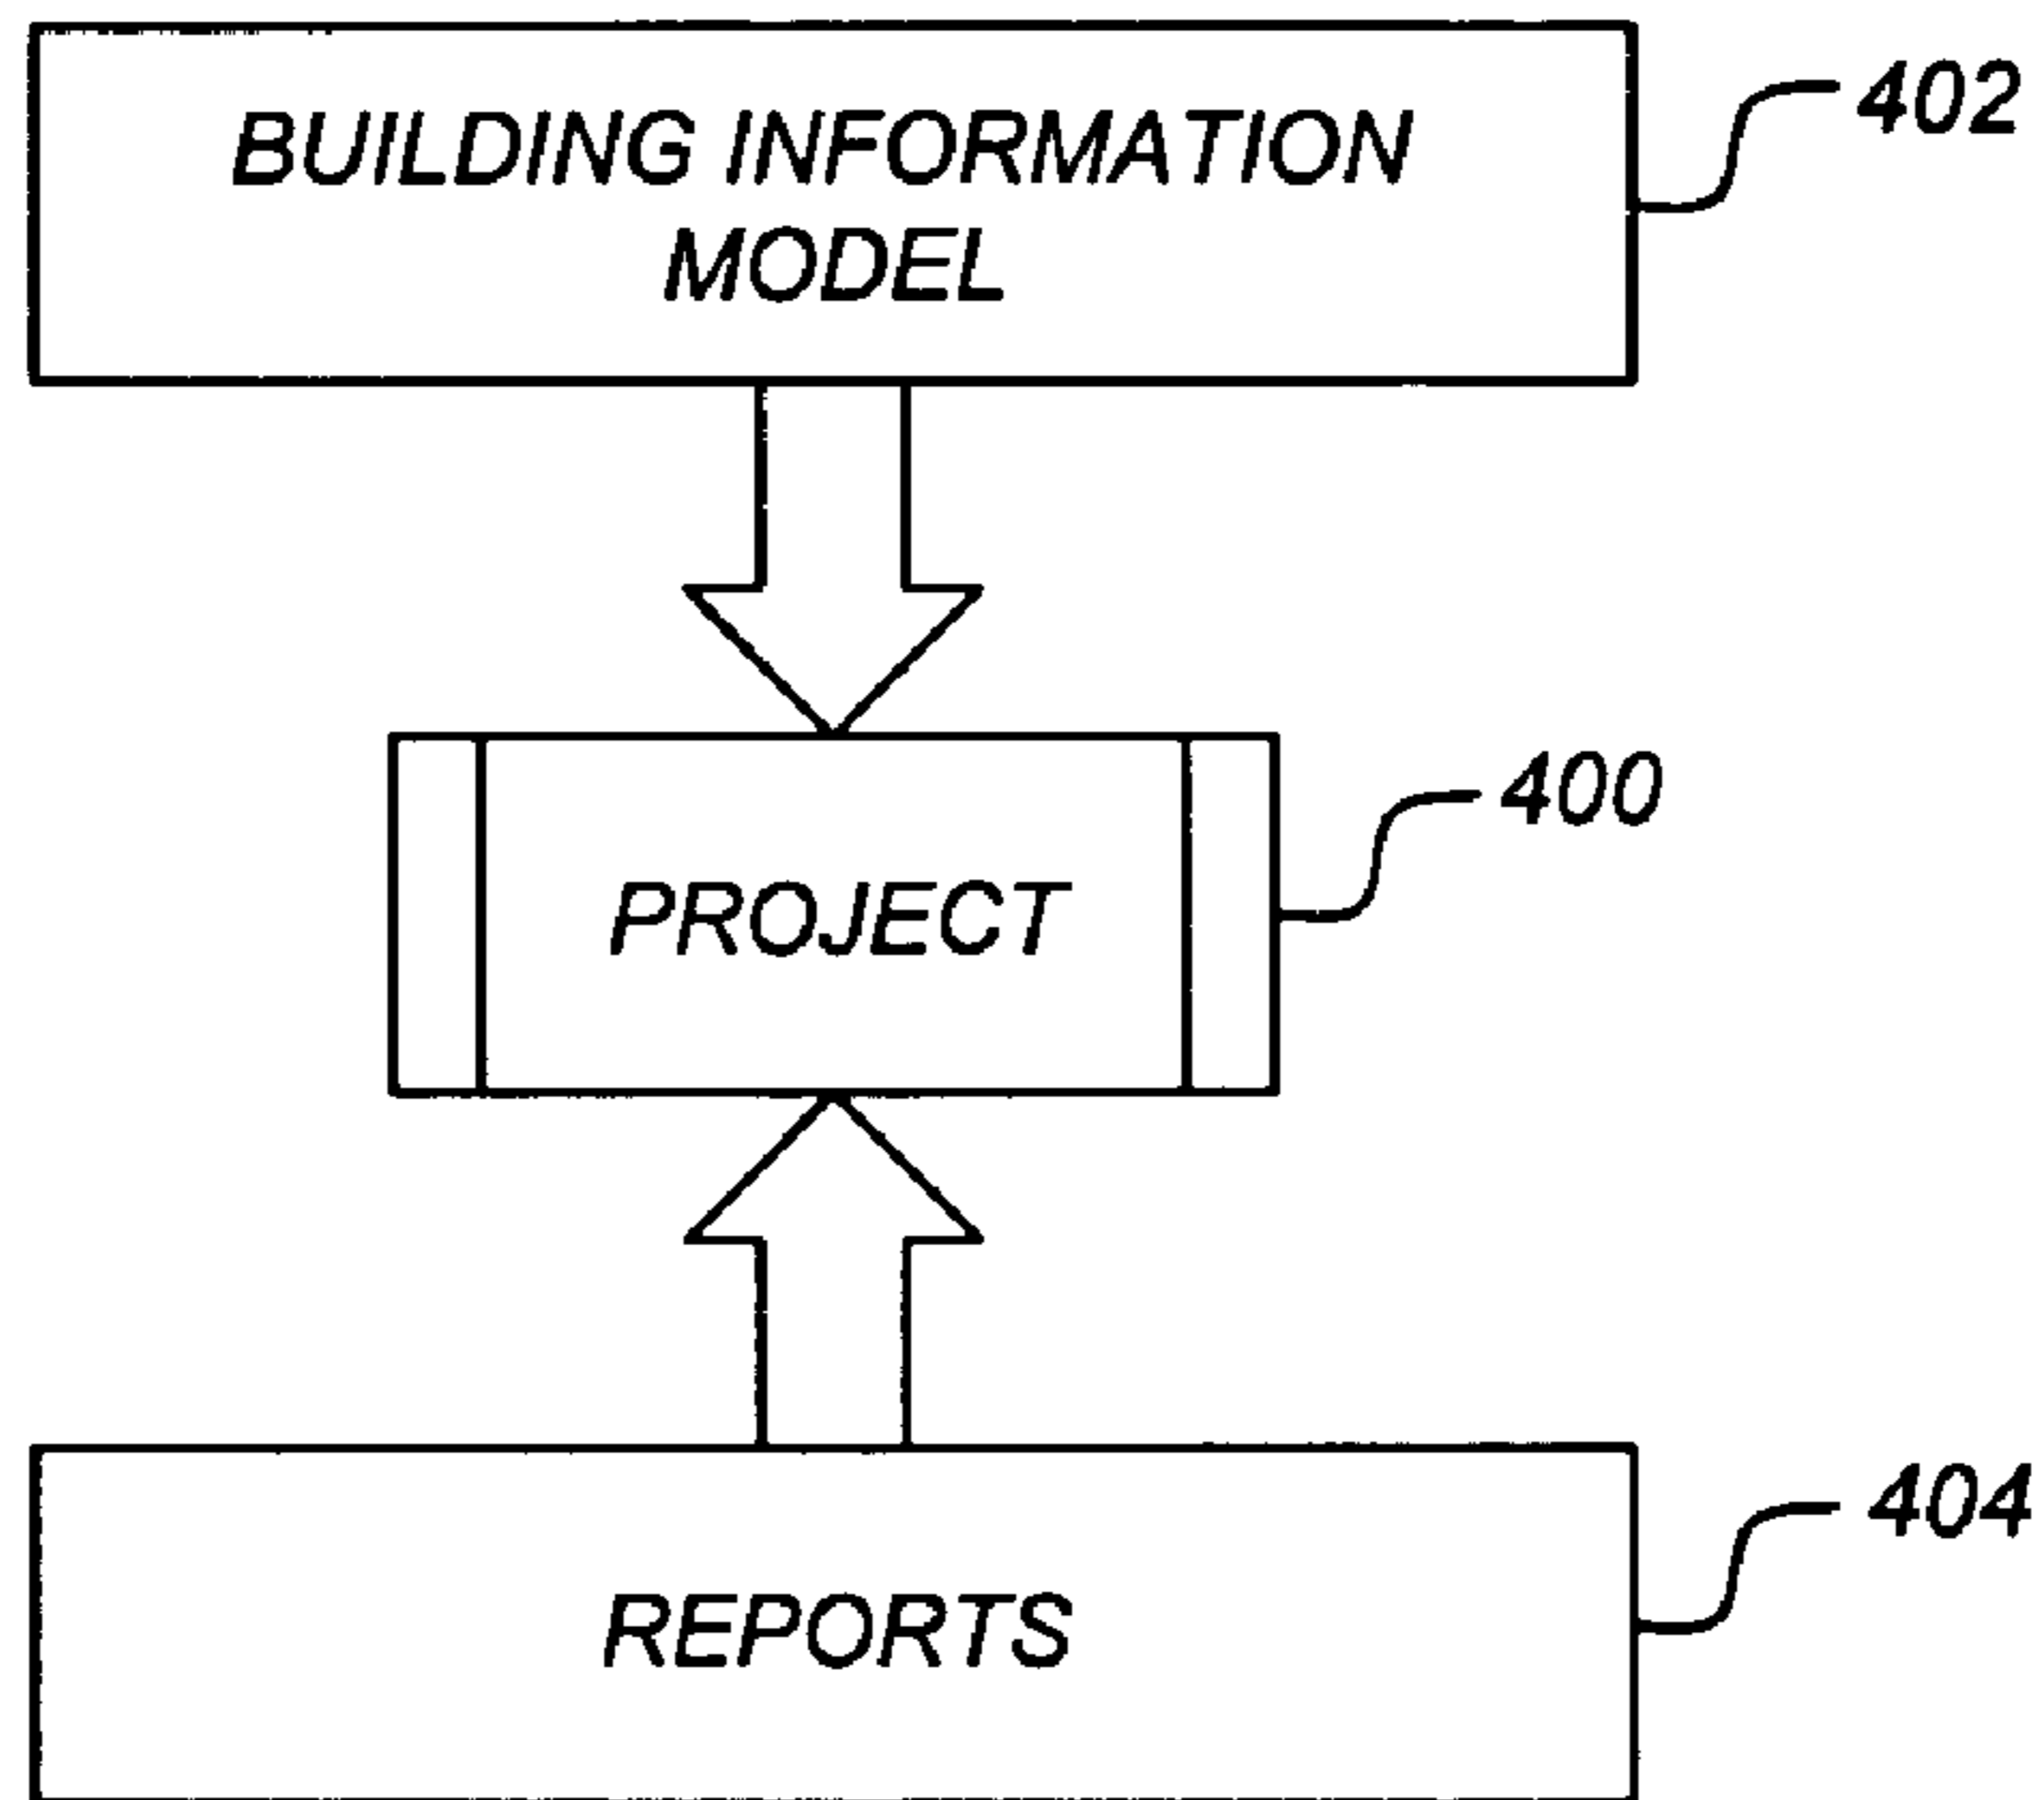 BUILDING INFORMATION
MODEL
402
PROJECT
400
REPORTS
404